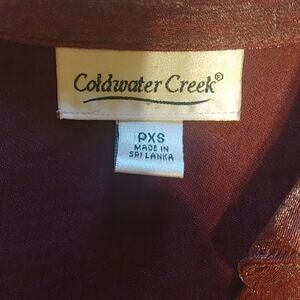 Coldwater Creek®
PXS
MADE IN
SRI LANKA